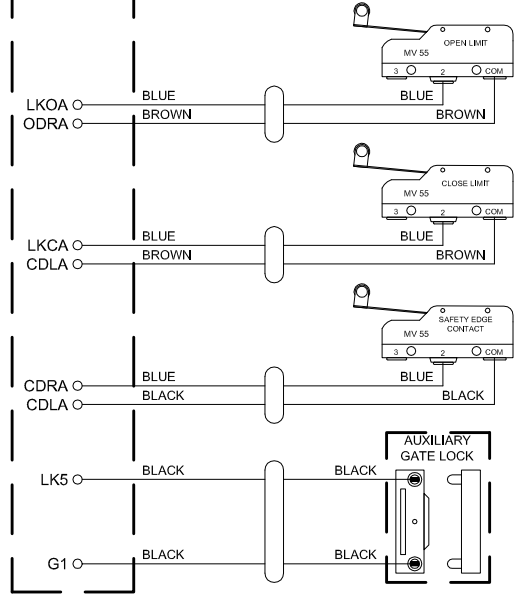 OPEN LIMIT
MV 55
3 2 COM
LKOA BLUE BLUE
ODRA BROWN BROWN
CLOSE LIMIT
MV 55
3 2 COM
LKCA BLUE BLUE
CDLA BROWN BROWN
SAFETY EDGE
CONTACT
MV 55
3 2 COM
CDRA BLUE BLUE
CDLA BLACK BLACK
AUXILIARY
GATE LOCK
LK5 BLACK BLACK
G1 BLACK BLACK